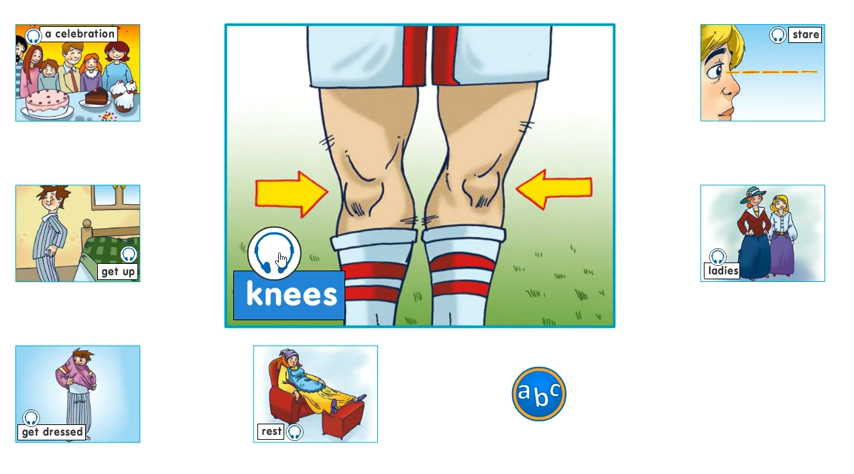 a celebration
stare
get up
knees
ladies
get dressed
rest
abc